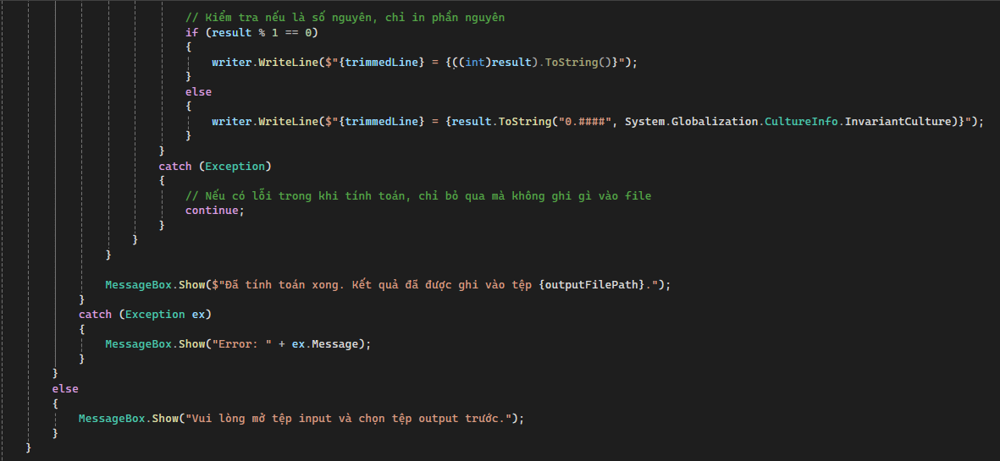 // Kiểm tra nếu là số nguyên, chỉ in phần nguyên
if (result % 1 == 0)
{
writer.WriteLine($"{trimmedLine} = {((int)result).ToString()}");
}
else
{
writer.WriteLine($"{trimmedLine} = {result.ToString("0.####", System.Globalization.CultureInfo.InvariantCulture)}");
}
}
catch (Exception)
{
// Nếu có lỗi trong khi tính toán, chỉ bỏ qua mà không ghi gì vào file
continue;
}
}
}
MessageBox.Show($"Đã tính toán xong. Kết quả đã được ghi vào tệp {outputFilePath}.");
}
catch (Exception ex)
{
MessageBox.Show("Error: " + ex.Message);
}
}
else
{
MessageBox.Show("Vui lòng mở tệp input và chọn tệp output trước.");
}
}